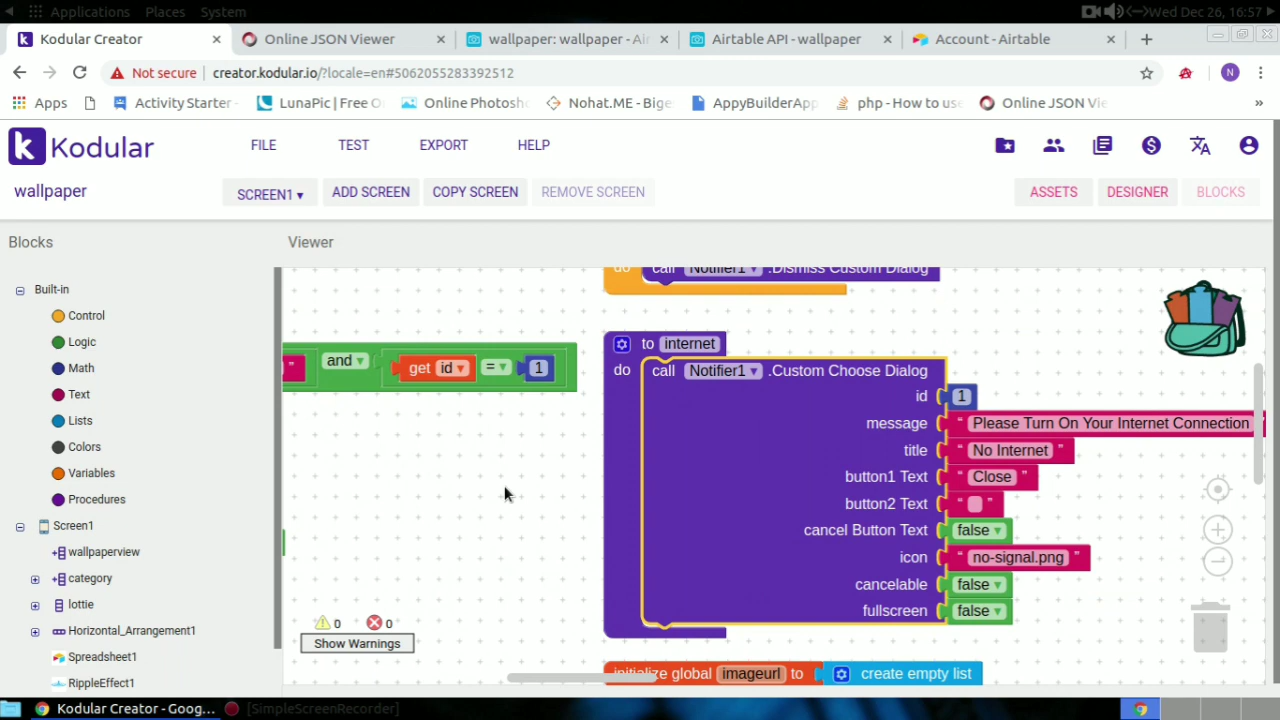 Applications Places System Wed Dec 26, 16:57
Kodular Creator Online JSON Viewer wallpaper: wallpaper - Air Airtable API - wallpaper Account - Airtable
Not secure creator.kodular.io/?locale=en#5062055283392512 N
Apps Activity Starter - LunaPic | Free O Online Photosh Nohat.ME - Bige AppyBuilderApp php - How to use Online JSON Vie »
k Kodular FILE TEST EXPORT HELP
wallpaper SCREEN1 ADD SCREEN COPY SCREEN REMOVE SCREEN ASSETS DESIGNER BLOCKS
Blocks Viewer
do call Notifier1 .Dismiss Custom Dialog
Built-in
Control
Logic
Math
Text
Lists
Colors
Variables
Procedures
Screen1
wallpaperview
category
lottie
Horizontal_Arrangement1
Spreadsheet1
RippleEffect1
" and get id = 1
to internet
do call Notifier1 .Custom Choose Dialog
id 1
message " Please Turn On Your Internet Connection
title " No Internet "
button1 Text " Close "
button2 Text " "
cancel Button Text false
icon " no-signal.png "
cancelable false
fullscreen false
0 0
Show Warnings
initialize global imageurl to create empty list
Kodular Creator - Goog... [SimpleScreenRecorder]